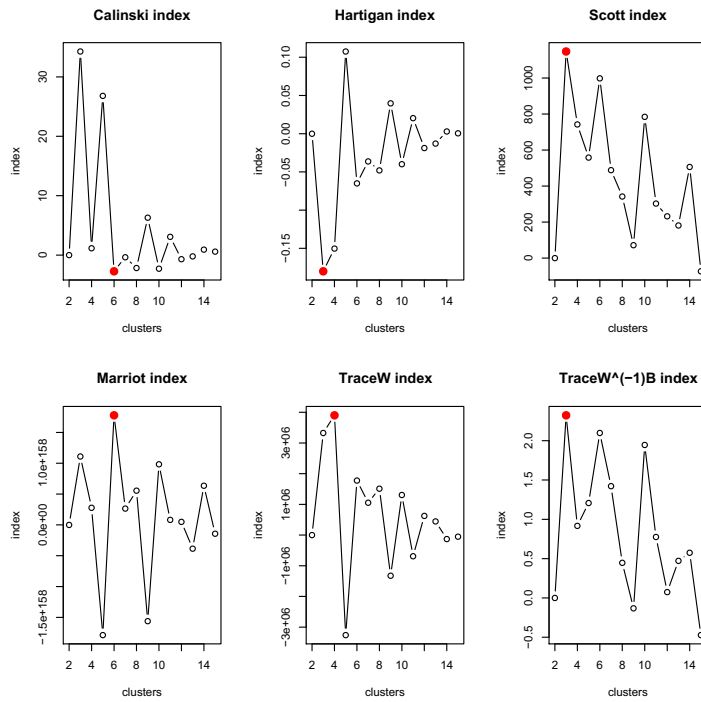 Calinski index
index
0 10 20 30
2 4 6 8 10 14
clusters
Hartigan index
index
−0.15 −0.05 0.00 0.05 0.10
2 4 6 8 10 14
clusters
Scott index
index
0 200 400 600 800 1000
2 4 6 8 10 14
clusters
Marriot index
index
−1.5e+158 0.0e+00 1.0e+158
2 4 6 8 10 14
clusters
TraceW index
index
−3e+06 −1e+06 1e+06 3e+06
2 4 6 8 10 14
clusters
TraceW^(−1)B index
index
−0.5 0.0 0.5 1.0 1.5 2.0
2 4 6 8 10 14
clusters